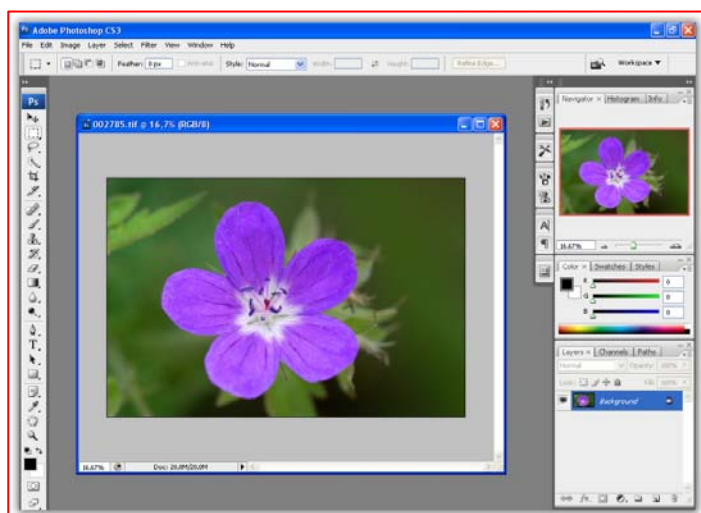 Adobe Photoshop CS3
File Edit Image Layer Select Filter View Window Help
Feather: 0 px Anti-alias Style: Normal Width: Height: Refine Edge... Workspace
Ps
002785.tif @ 16,7% (RGB/8)
Navigator × Histogram Info
16.67%
Color × Swatches Styles
R 0
G 0
B 0
Layers × Channels Paths
Normal Opacity: 100%
Lock: Fill: 100%
Background
16.67% Doc: 20,0M/20,0M